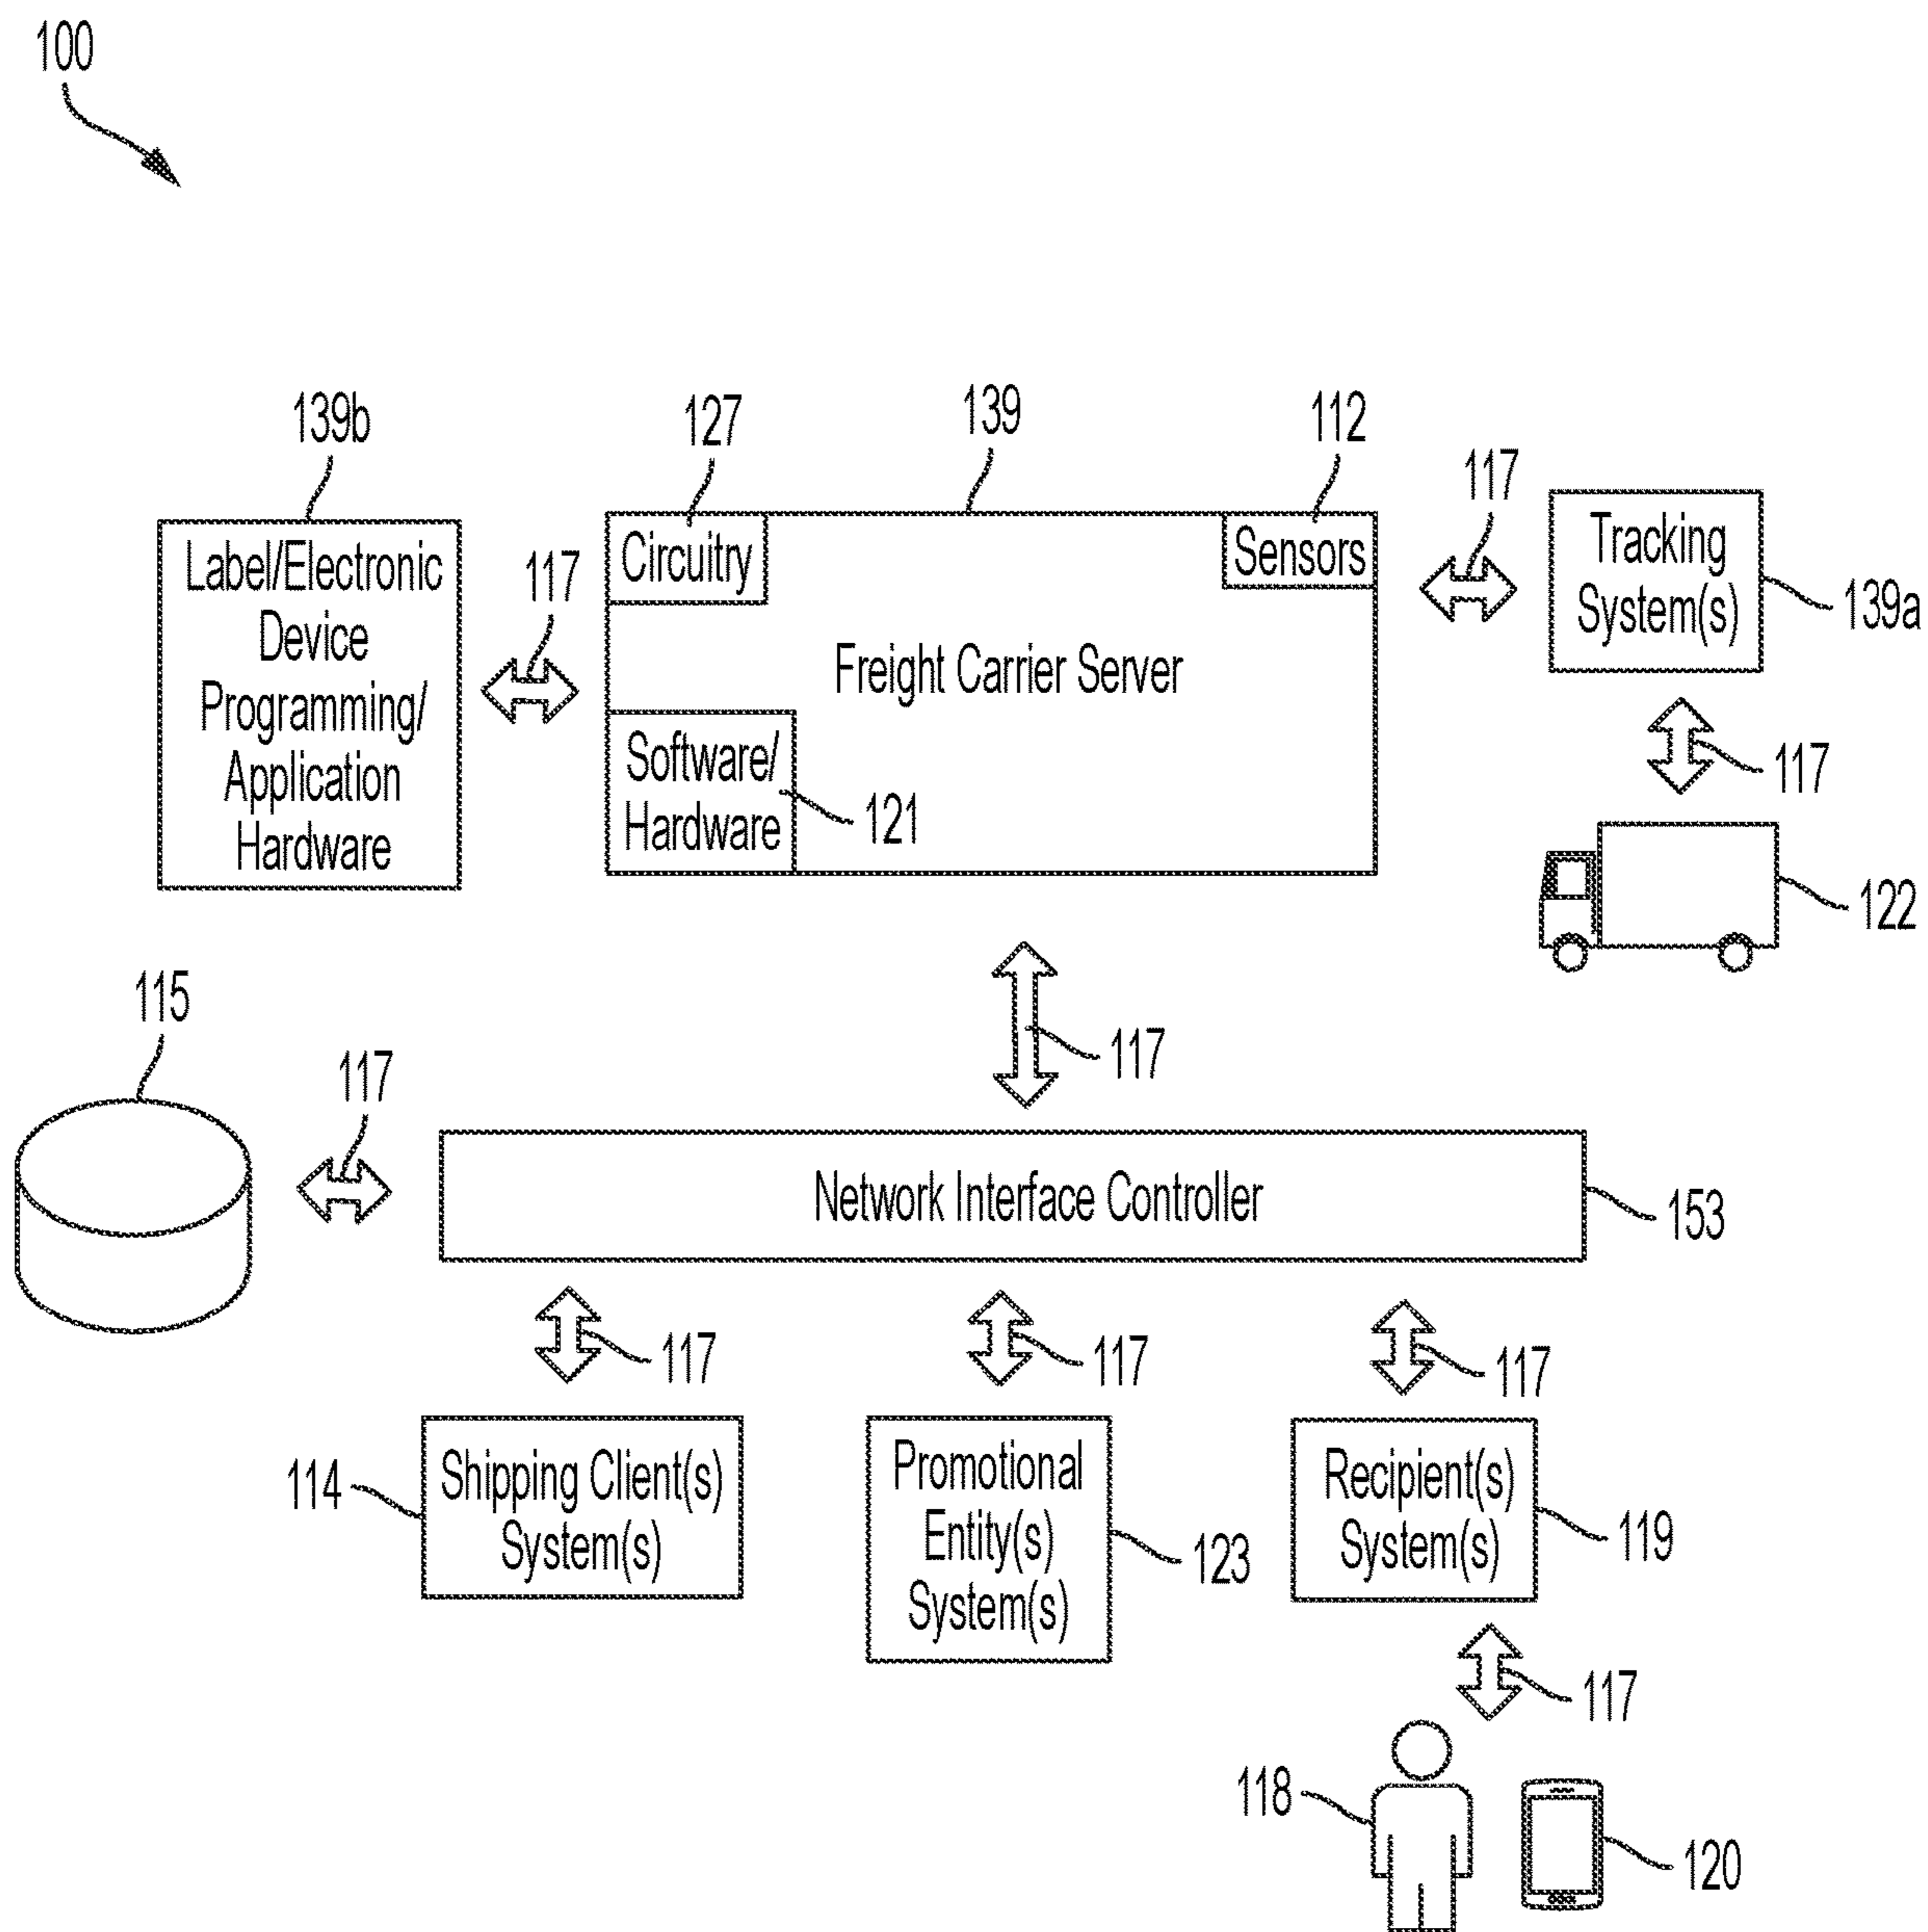 100
139b
127
139
112
117
Label/Electronic
Device
Programming/
Application
Hardware
117
Circuitry
Sensors
Freight Carrier Server
Software/
Hardware
121
Tracking
System(s)
139a
117
122
115
117
117
Network Interface Controller
153
117
117
117
114
Shipping Client(s)
System(s)
Promotional
Entity(s)
System(s)
123
Recipient(s)
System(s)
119
117
118
120